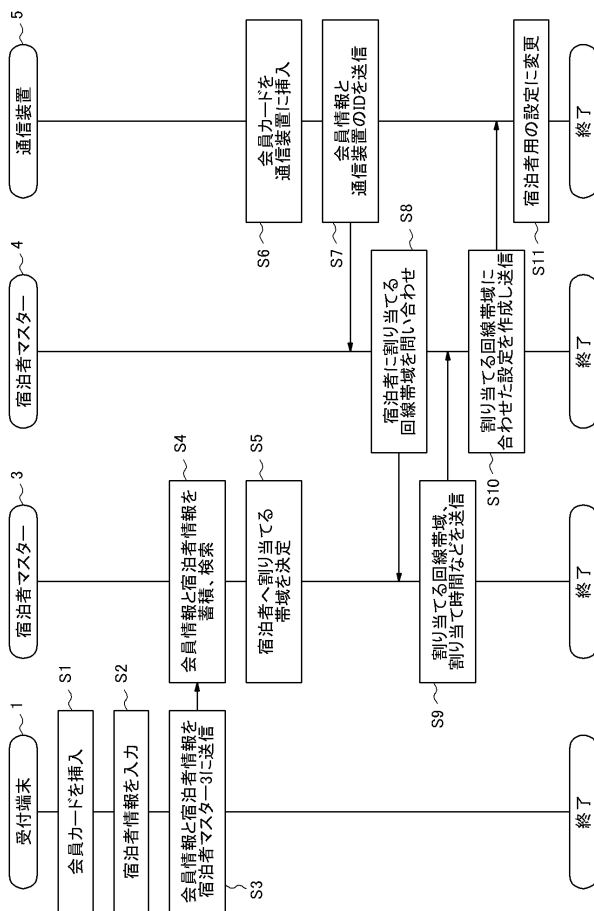 受付端末
1
宿泊者マスター
3
宿泊者マスター
4
通信装置
5
会員カードを挿入
S1
宿泊者情報を入力
S2
会員情報と宿泊者情報を
宿泊者マスター3に送信
S3
会員情報と宿泊者情報を
蓄積、検索
S4
宿泊者へ割り当てる
帯域を決定
S5
会員カードを
通信装置に挿入
S6
会員情報と
通信装置のIDを送信
S7
宿泊者に割り当てる
回線帯域を問い合わせ
S8
割り当てる回線帯域、
割り当て時間などを送信
S9
割り当てる回線帯域に
合わせた設定を作成し送信
S10
宿泊者用の設定に変更
S11
終了
終了
終了
終了